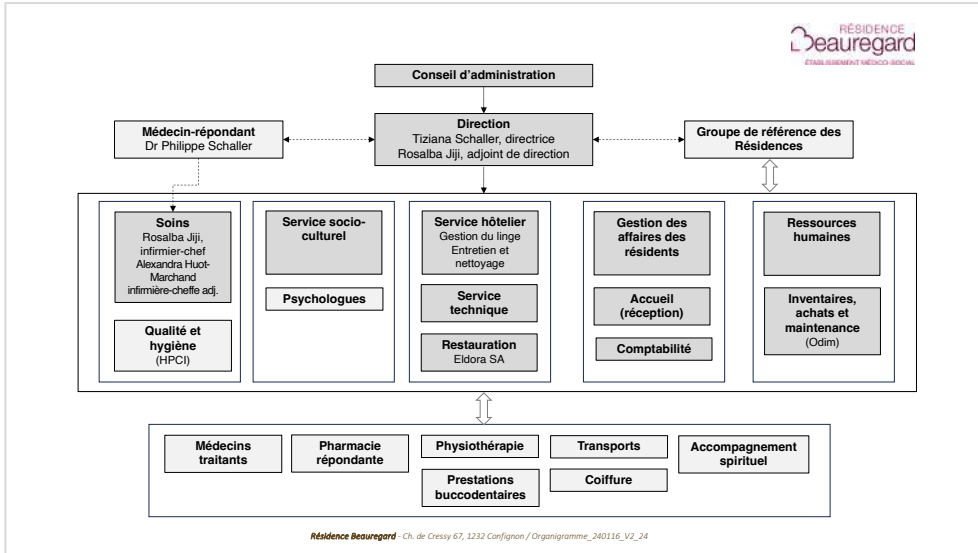 RÉSIDENCE
Beauregard
ÉTABLISSEMENT MÉDICO-SOCIAL
Conseil d'administration
Direction
Tiziana Schaller, directrice
Rosalba Jiji, adjoint de direction
Médecin-répondant
Dr Philippe Schaller
Groupe de référence des
Résidences
Soins
Rosalba Jiji,
infirmier-chef
Alexandra Huot-
Marchand
infirmière-cheffe adj.
Qualité et
hygiène
(HPCI)
Service socio-
culturel
Psychologues
Service hôtelier
Gestion du linge
Entretien et
nettoyage
Service
technique
Restauration
Eldora SA
Gestion des
affaires des
résidents
Accueil
(réception)
Comptabilité
Ressources
humaines
Inventaires,
achats et
maintenance
(Odim)
Médecins
traitants
Pharmacie
répondante
Physiothérapie
Prestations
buccodentaires
Transports
Coiffure
Accompagnement
spirituel
Résidence Beauregard - Ch. de Cressy 67, 1232 Confignon / Organigramme_240116_V2_24